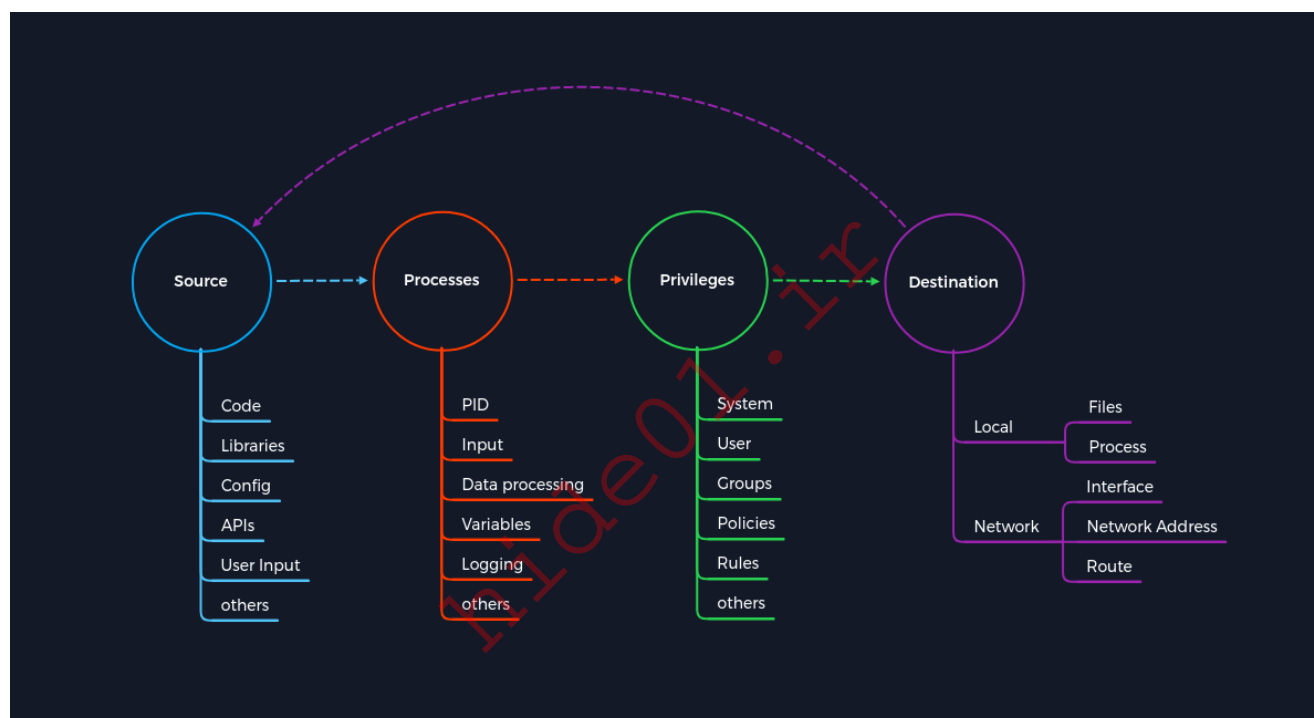 Source
Processes
Privileges
Destination
Code
Libraries
Config
APIs
User Input
others
PID
Input
Data processing
Variables
Logging
others
System
User
Groups
Policies
Rules
others
Local
Files
Process
Network
Interface
Network Address
Route
hide01.ir